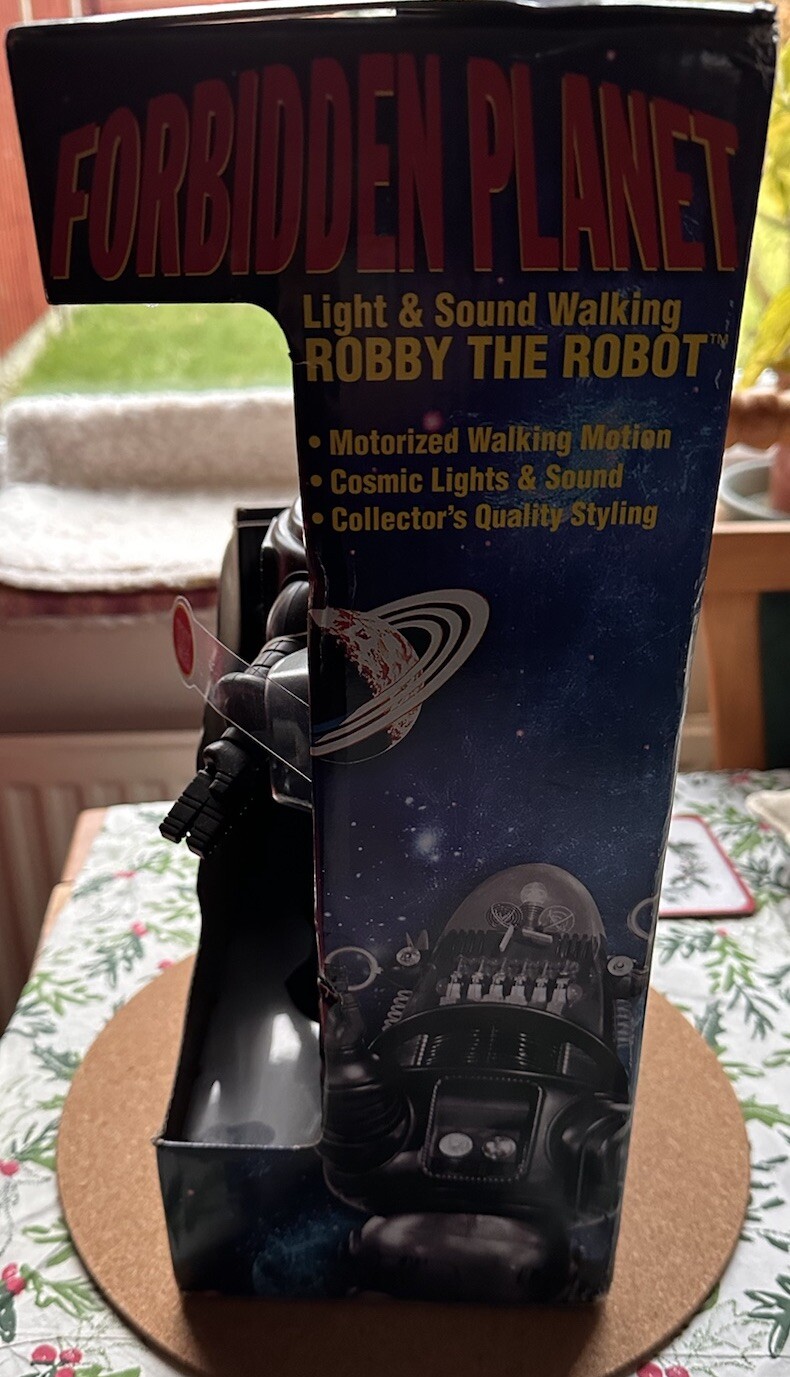 FORBIDDEN PLANET
Light & Sound Walking
ROBBY THE ROBOT™
• Motorized Walking Motion
• Cosmic Lights & Sound
• Collector's Quality Styling